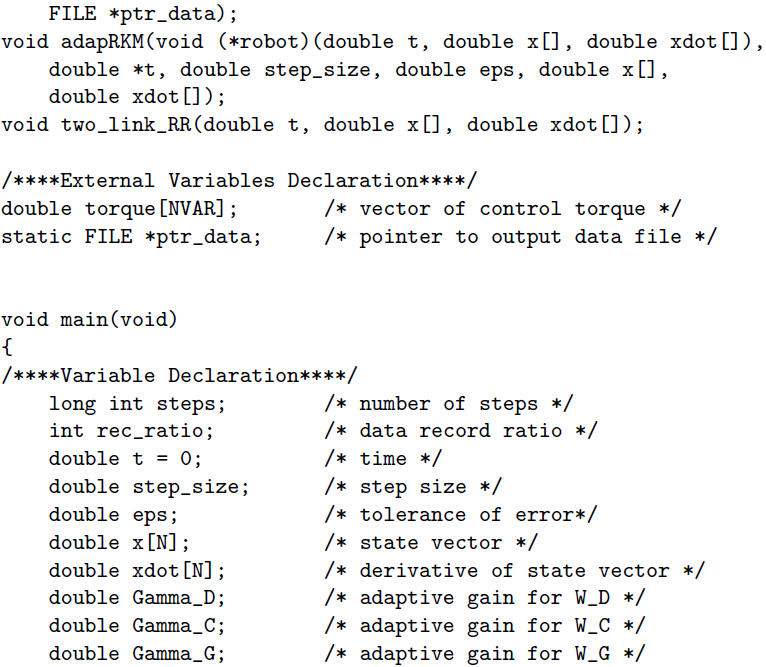 FILE *ptr_data);
void adapRKM(void (*robot)(double t, double x[], double xdot[]),
    double *t, double step_size, double eps, double x[],
    double xdot[]);
void two_link_RR(double t, double x[], double xdot[]);

/****External Variables Declaration****/
double torque[NVAR];       /* vector of control torque */
static FILE *ptr_data;     /* pointer to output data file */


void main(void)
{
/****Variable Declaration****/
    long int steps;        /* number of steps */
    int rec_ratio;         /* data record ratio */
    double t = 0;          /* time */
    double step_size;      /* step size */
    double eps;            /* tolerance of error*/
    double x[N];           /* state vector */
    double xdot[N];        /* derivative of state vector */
    double Gamma_D;        /* adaptive gain for W_D */
    double Gamma_C;        /* adaptive gain for W_C */
    double Gamma_G;        /* adaptive gain for W_G */